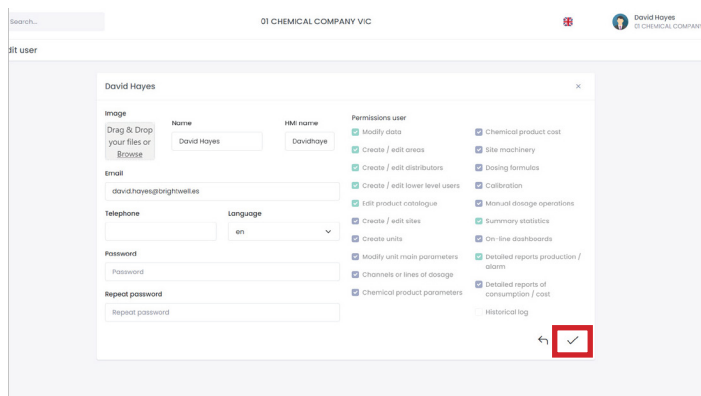 Search...
01 CHEMICAL COMPANY VIC
David Hayes
01 CHEMICAL COMPANY
dit user
David Hayes
×
Image
Drag & Drop
your files or
Browse
Name
David Hayes
HMI name
Davidhaye
Email
david.hayes@brightwell.es
Telephone
Language
en
Password
Password
Repeat password
Repeat password
Permissions user
Modify data
Create / edit areas
Create / edit distributors
Create / edit lower level users
Edit product catalogue
Create / edit sites
Create units
Modify unit main parameters
Channels or lines of dosage
Chemical product parameters
Chemical product cost
Site machinery
Dosing formulas
Calibration
Manual dosage operations
Summary statistics
On-line dashboards
Detailed reports production /
alarm
Detailed reports of
consumption / cost
Historical log